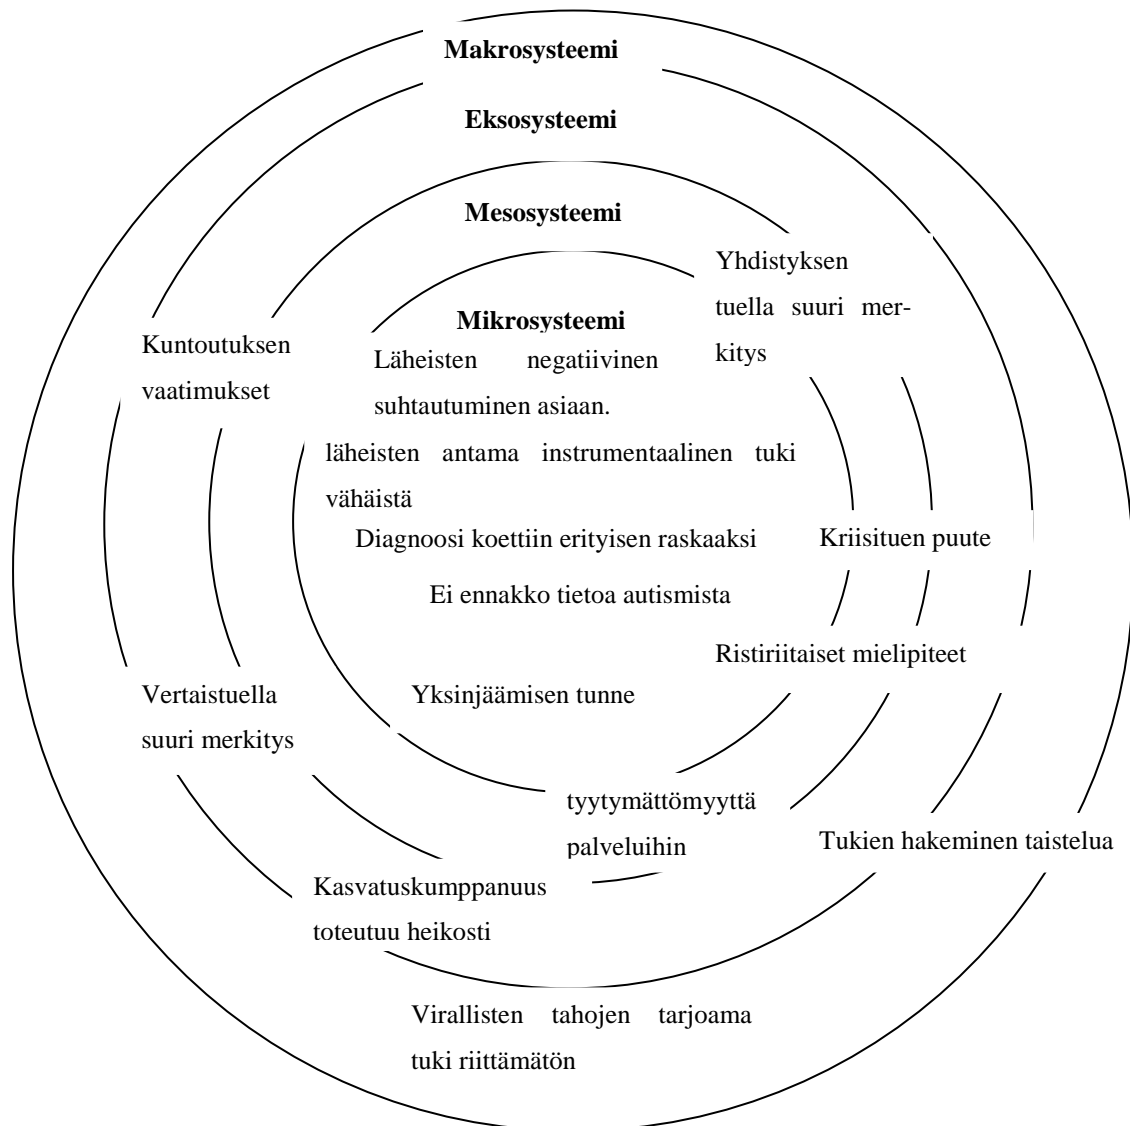 Makrosysteemi
Eksosysteemi
Mesosysteemi
Yhdistyksen
tuella suuri mer-
kitys
Mikrosysteemi
Kuntoutuksen
vaatimukset
Läheisten negatiivinen
suhtautuminen asiaan.
läheisten antama instrumentaalinen tuki
vähäistä
Diagnoosi koettiin erityisen raskaaksi
Kriisituen puute
Ei ennakko tietoa autismista
Ristiriitaiset mielipiteet
Vertaistuella
suuri merkitys
Yksinjäämisen tunne
tyytymättömyyttä
palveluihin
Tukien hakeminen taistelua
Kasvatuskumppanuus
toteutuu heikosti
Virallisten tahojen tarjoama
tuki riittämätön